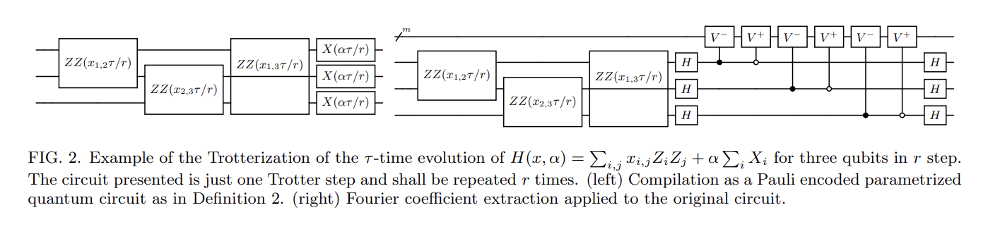 m
V⁻ V⁺ V⁻ V⁺ V⁻ V⁺
ZZ(x₁,₂τ/r) ZZ(x₂,₃τ/r) ZZ(x₁,₃τ/r) X(ατ/r) X(ατ/r) X(ατ/r)
ZZ(x₁,₂τ/r) ZZ(x₂,₃τ/r) ZZ(x₁,₃τ/r) H H H H H H
FIG. 2. Example of the Trotterization of the τ-time evolution of H(x, α) = ∑ᵢ,ⱼ xᵢ,ⱼZᵢZⱼ + α ∑ᵢ Xᵢ for three qubits in r step.
The circuit presented is just one Trotter step and shall be repeated r times. (left) Compilation as a Pauli encoded parametrized
quantum circuit as in Definition 2. (right) Fourier coefficient extraction applied to the original circuit.